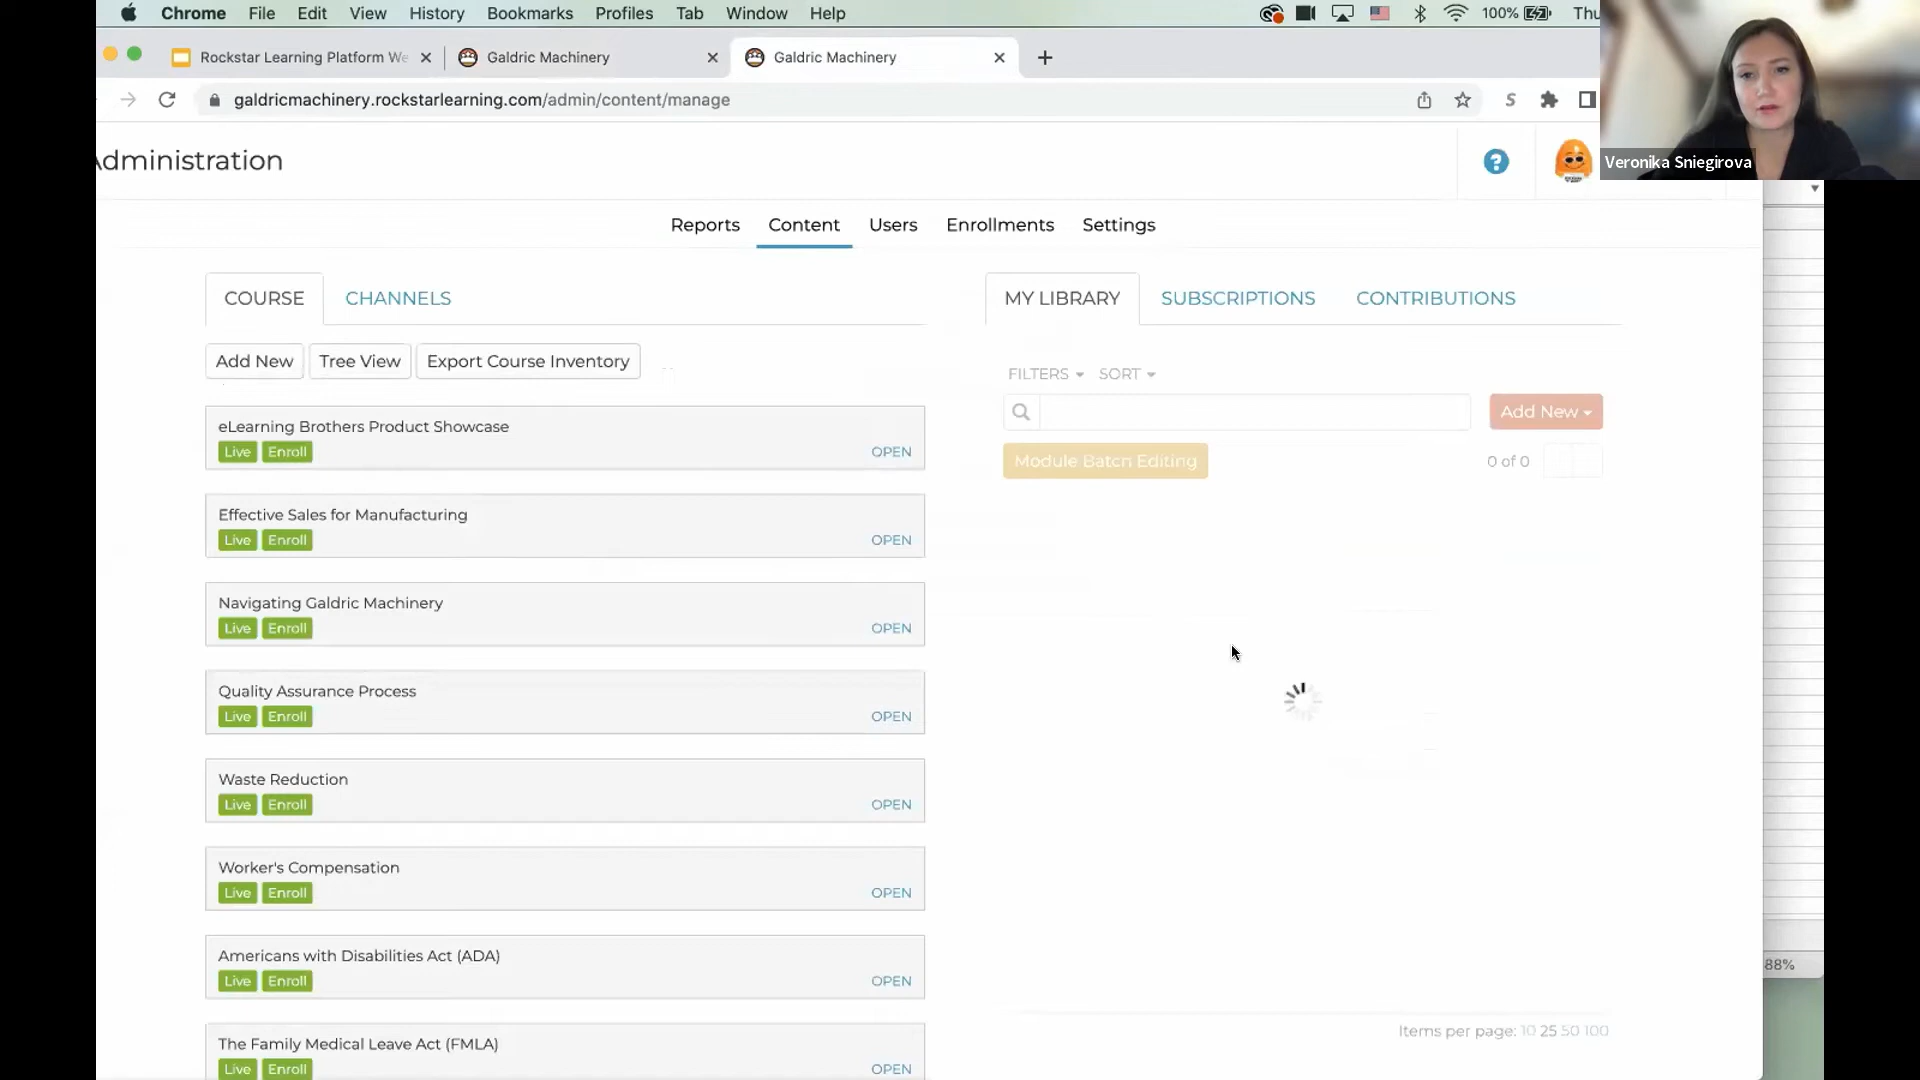 Chrome File Edit View History Bookmarks Profiles Tab Window Help 100% Thu
Rockstar Learning Platform We Galdric Machinery Galdric Machinery
galdricmachinery.rockstarlearning.com/admin/content/manage
Administration
Veronika Sniegirova
Reports Content Users Enrollments Settings
COURSE CHANNELS
MY LIBRARY SUBSCRIPTIONS CONTRIBUTIONS
Add New Tree View Export Course Inventory
FILTERS SORT
Add New
Module Batch Editing 0 of 0
eLearning Brothers Product Showcase
Live Enroll OPEN
Effective Sales for Manufacturing
Live Enroll OPEN
Navigating Galdric Machinery
Live Enroll OPEN
Quality Assurance Process
Live Enroll OPEN
Waste Reduction
Live Enroll OPEN
Worker's Compensation
Live Enroll OPEN
Americans with Disabilities Act (ADA)
Live Enroll OPEN
The Family Medical Leave Act (FMLA)
Live Enroll OPEN
Items per page: 10 25 50 100
88%